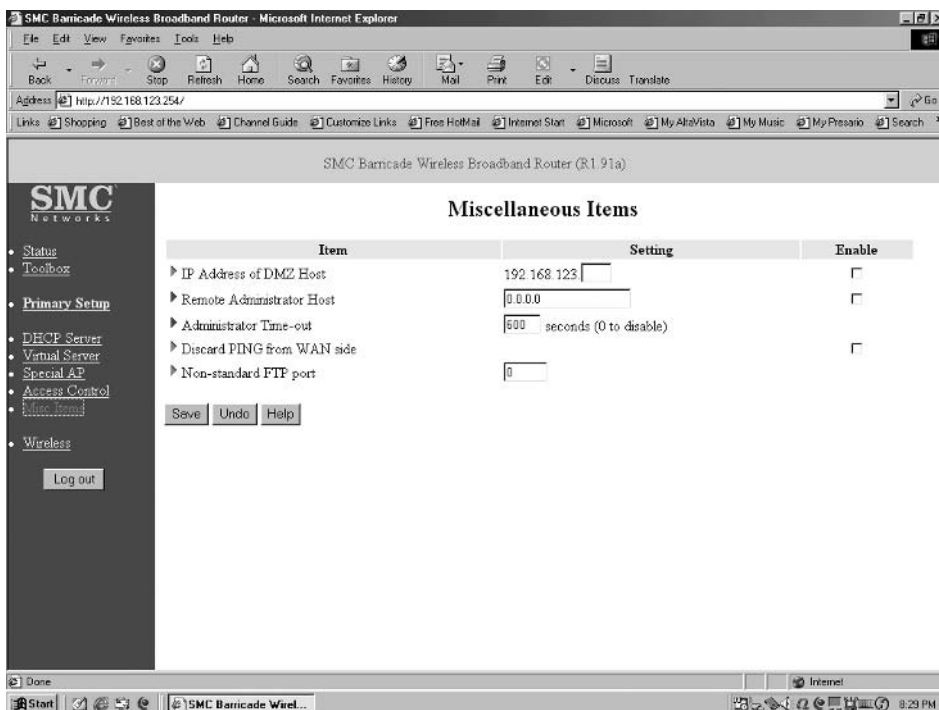 SMC Barricade Wireless Broadband Router - Microsoft Internet Explorer
File Edit View Favorites Tools Help
Back Forward Stop Refresh Home Search Favorites History Mail Print Edit Discuss Translate
Address http://192.168.123.254/ Go
Links Shopping Best of the Web Channel Guide Customize Links Free HotMail Internet Start Microsoft My AltaVista My Music My Presario Search
SMC Barricade Wireless Broadband Router (R1.91a)
SMC
Networks
Miscellaneous Items
Status
Toolbox
Primary Setup
DHCP Server
Virtual Server
Special AP
Access Control
Misc Items
Wireless
Log out
Item Setting Enable
IP Address of DMZ Host 192.168.123.
Remote Administrator Host 0.0.0.0
Administrator Time-out 600 seconds (0 to disable)
Discard PING from WAN side
Non-standard FTP port 0
Save Undo Help
Done Internet
Start SMC Barricade Wirel... 8:29 PM